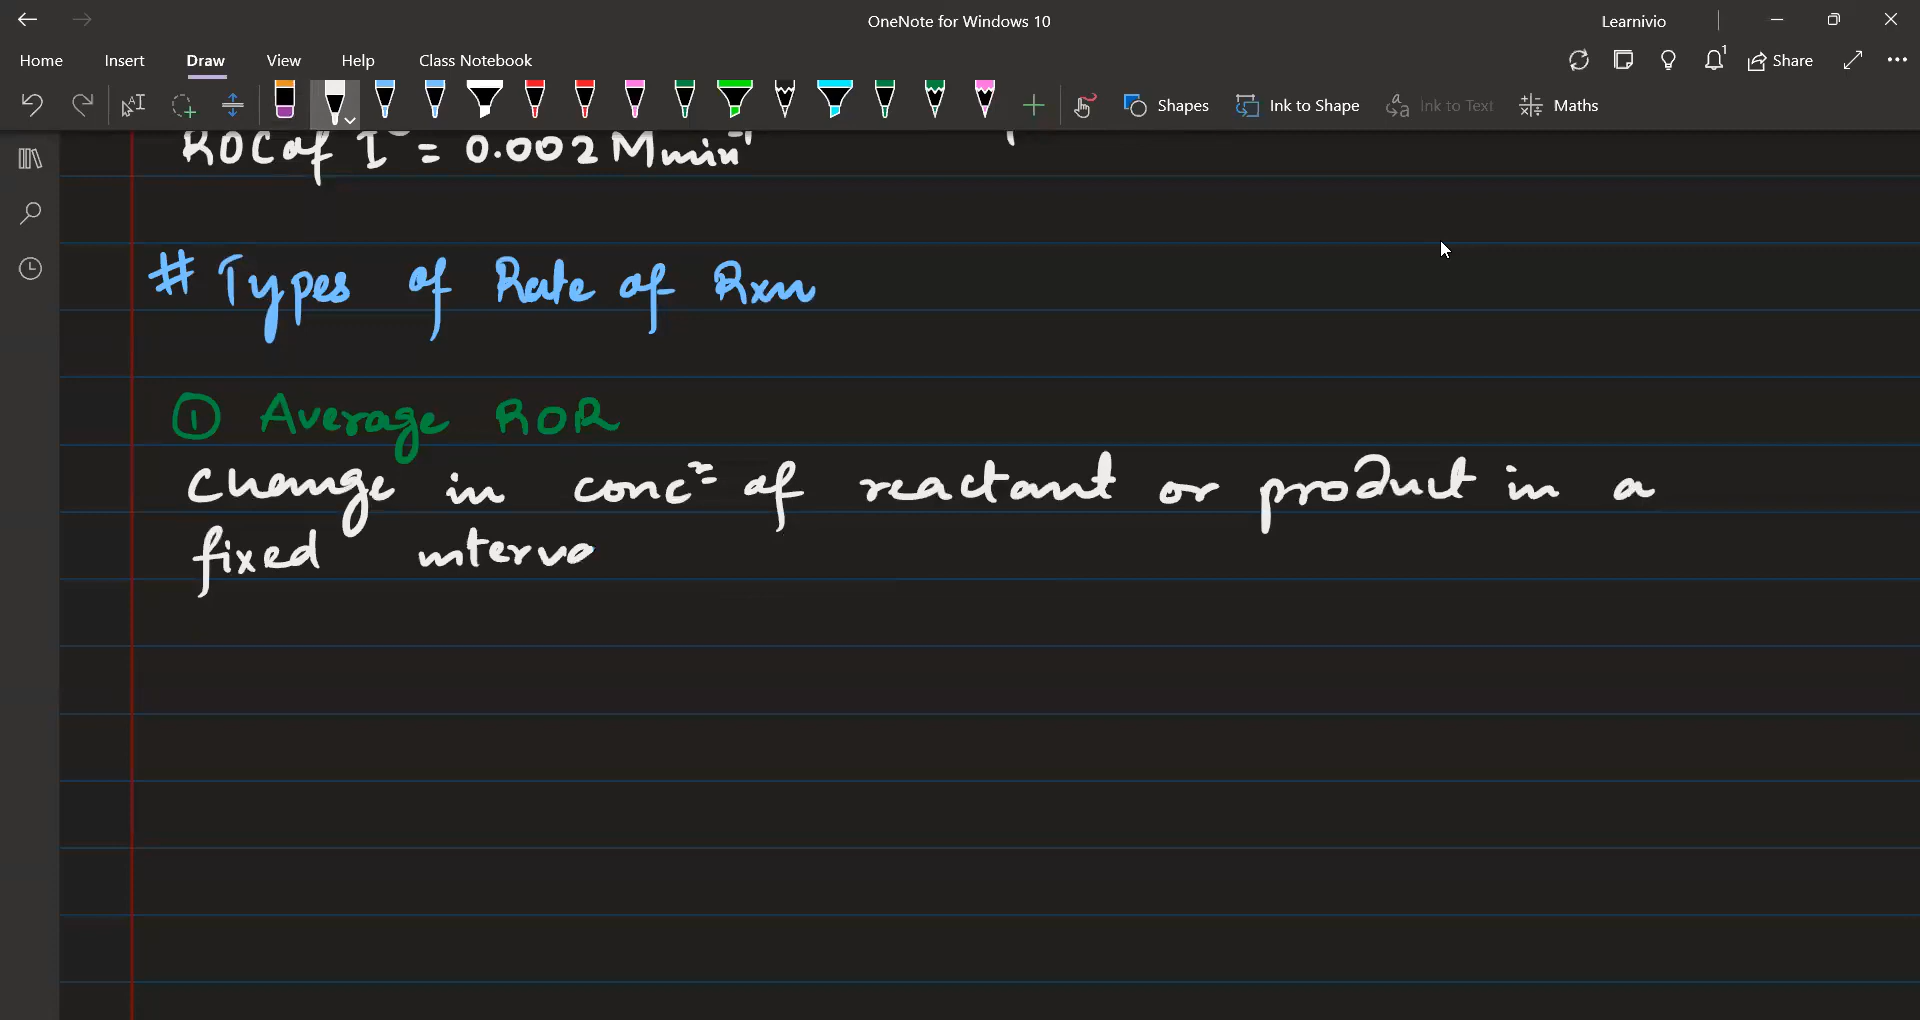 OneNote for Windows 10
Learnivio
Home Insert Draw View Help Class Notebook
1 Share
Shapes Ink to Shape Ink to Text Maths
ROC of I⁻ = 0.002 M min⁻¹
# Types of Rate of Rxn
① Average ROR
Change in concⁿ of reactant or product in a
fixed interva